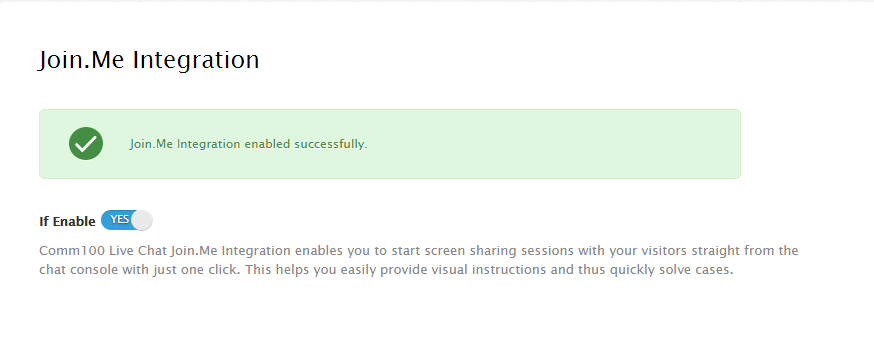 Join.Me Integration
Join.Me Integration enabled successfully.
If Enable YES
Comm100 Live Chat Join.Me Integration enables you to start screen sharing sessions with your visitors straight from the
chat console with just one click. This helps you easily provide visual instructions and thus quickly solve cases.